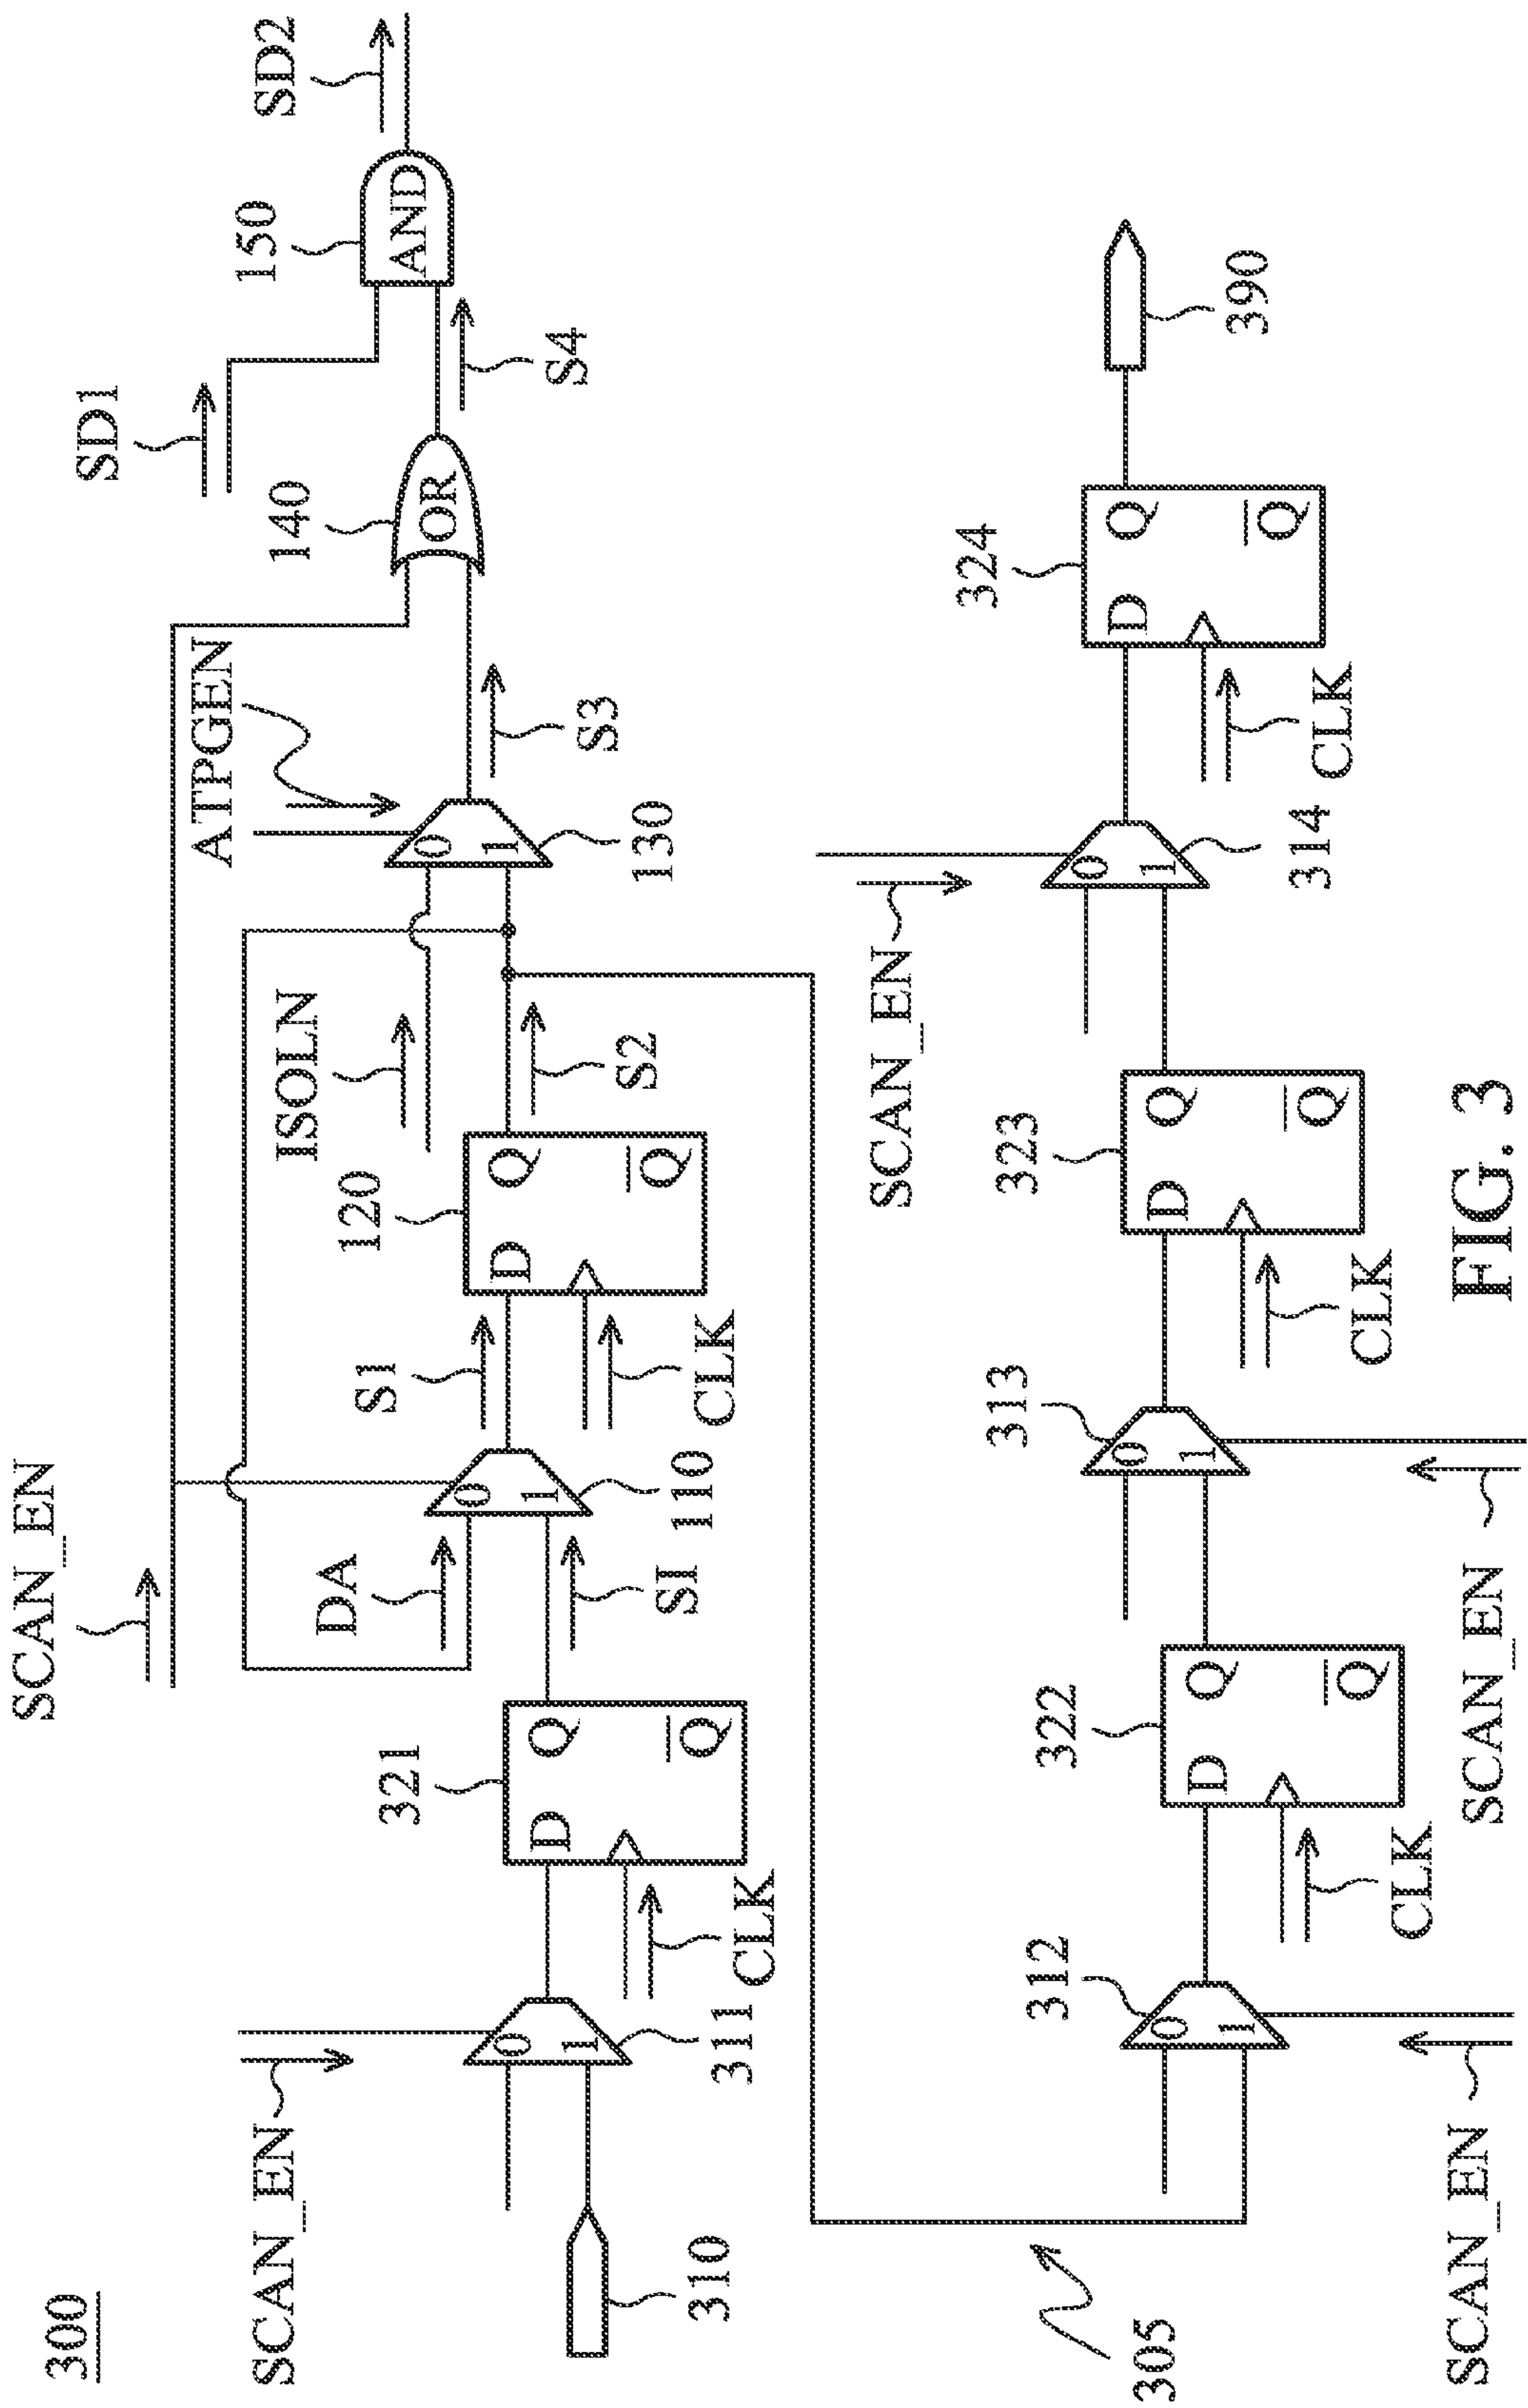 300
SCAN_EN
SD1
SD2
ATPGEN
150
AND
140
OR
S4
ISOLN
S3
0
1
130
120
D
Q
Q
S2
S1
CLK
DA
0
1
110
SI
321
D
Q
Q
CLK
SCAN_EN
0
1
311
310
305
312
0
1
SCAN_EN
322
D
Q
Q
CLK
313
0
1
SCAN_EN
323
D
Q
Q
CLK
SCAN_EN
0
1
314
324
D
Q
Q
CLK
390
FIG. 3